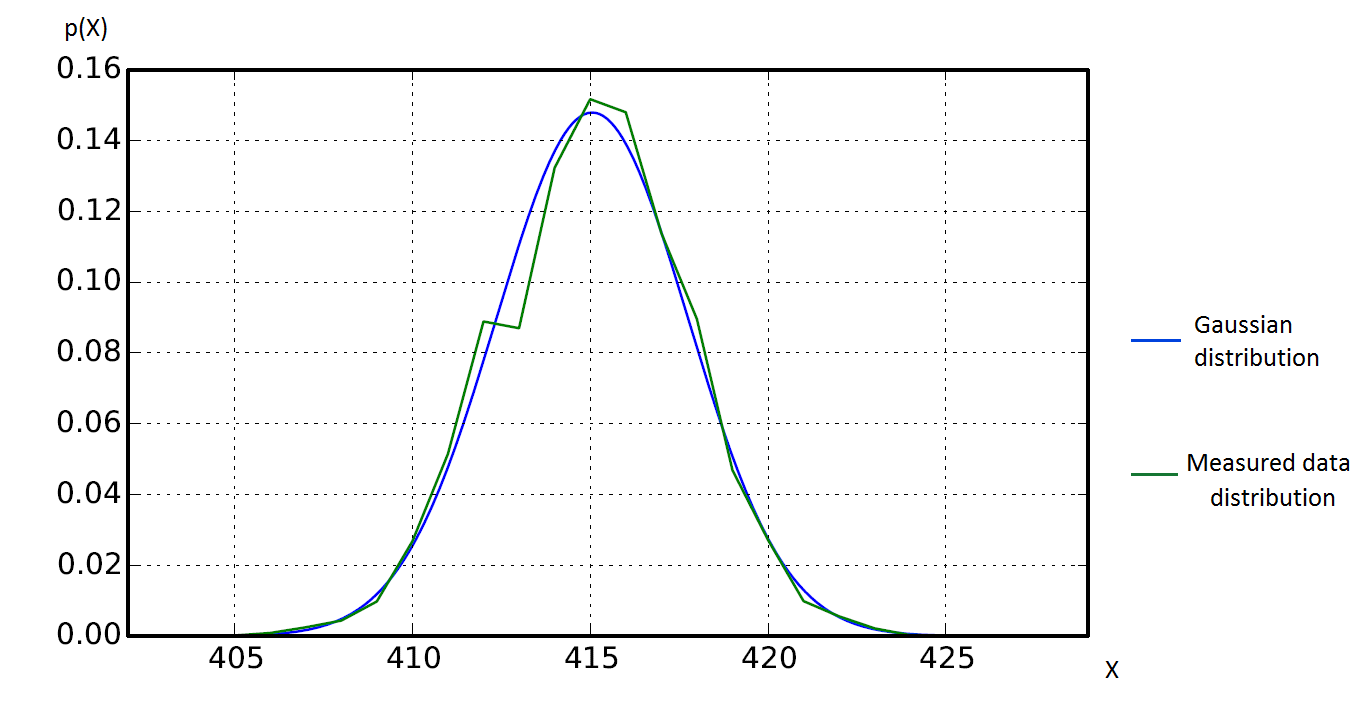 p(X)
0.16
0.14
0.12
0.10
0.08
0.06
0.04
0.02
0.00
405 410 415 420 425
X
Gaussian
distribution
Measured data
distribution